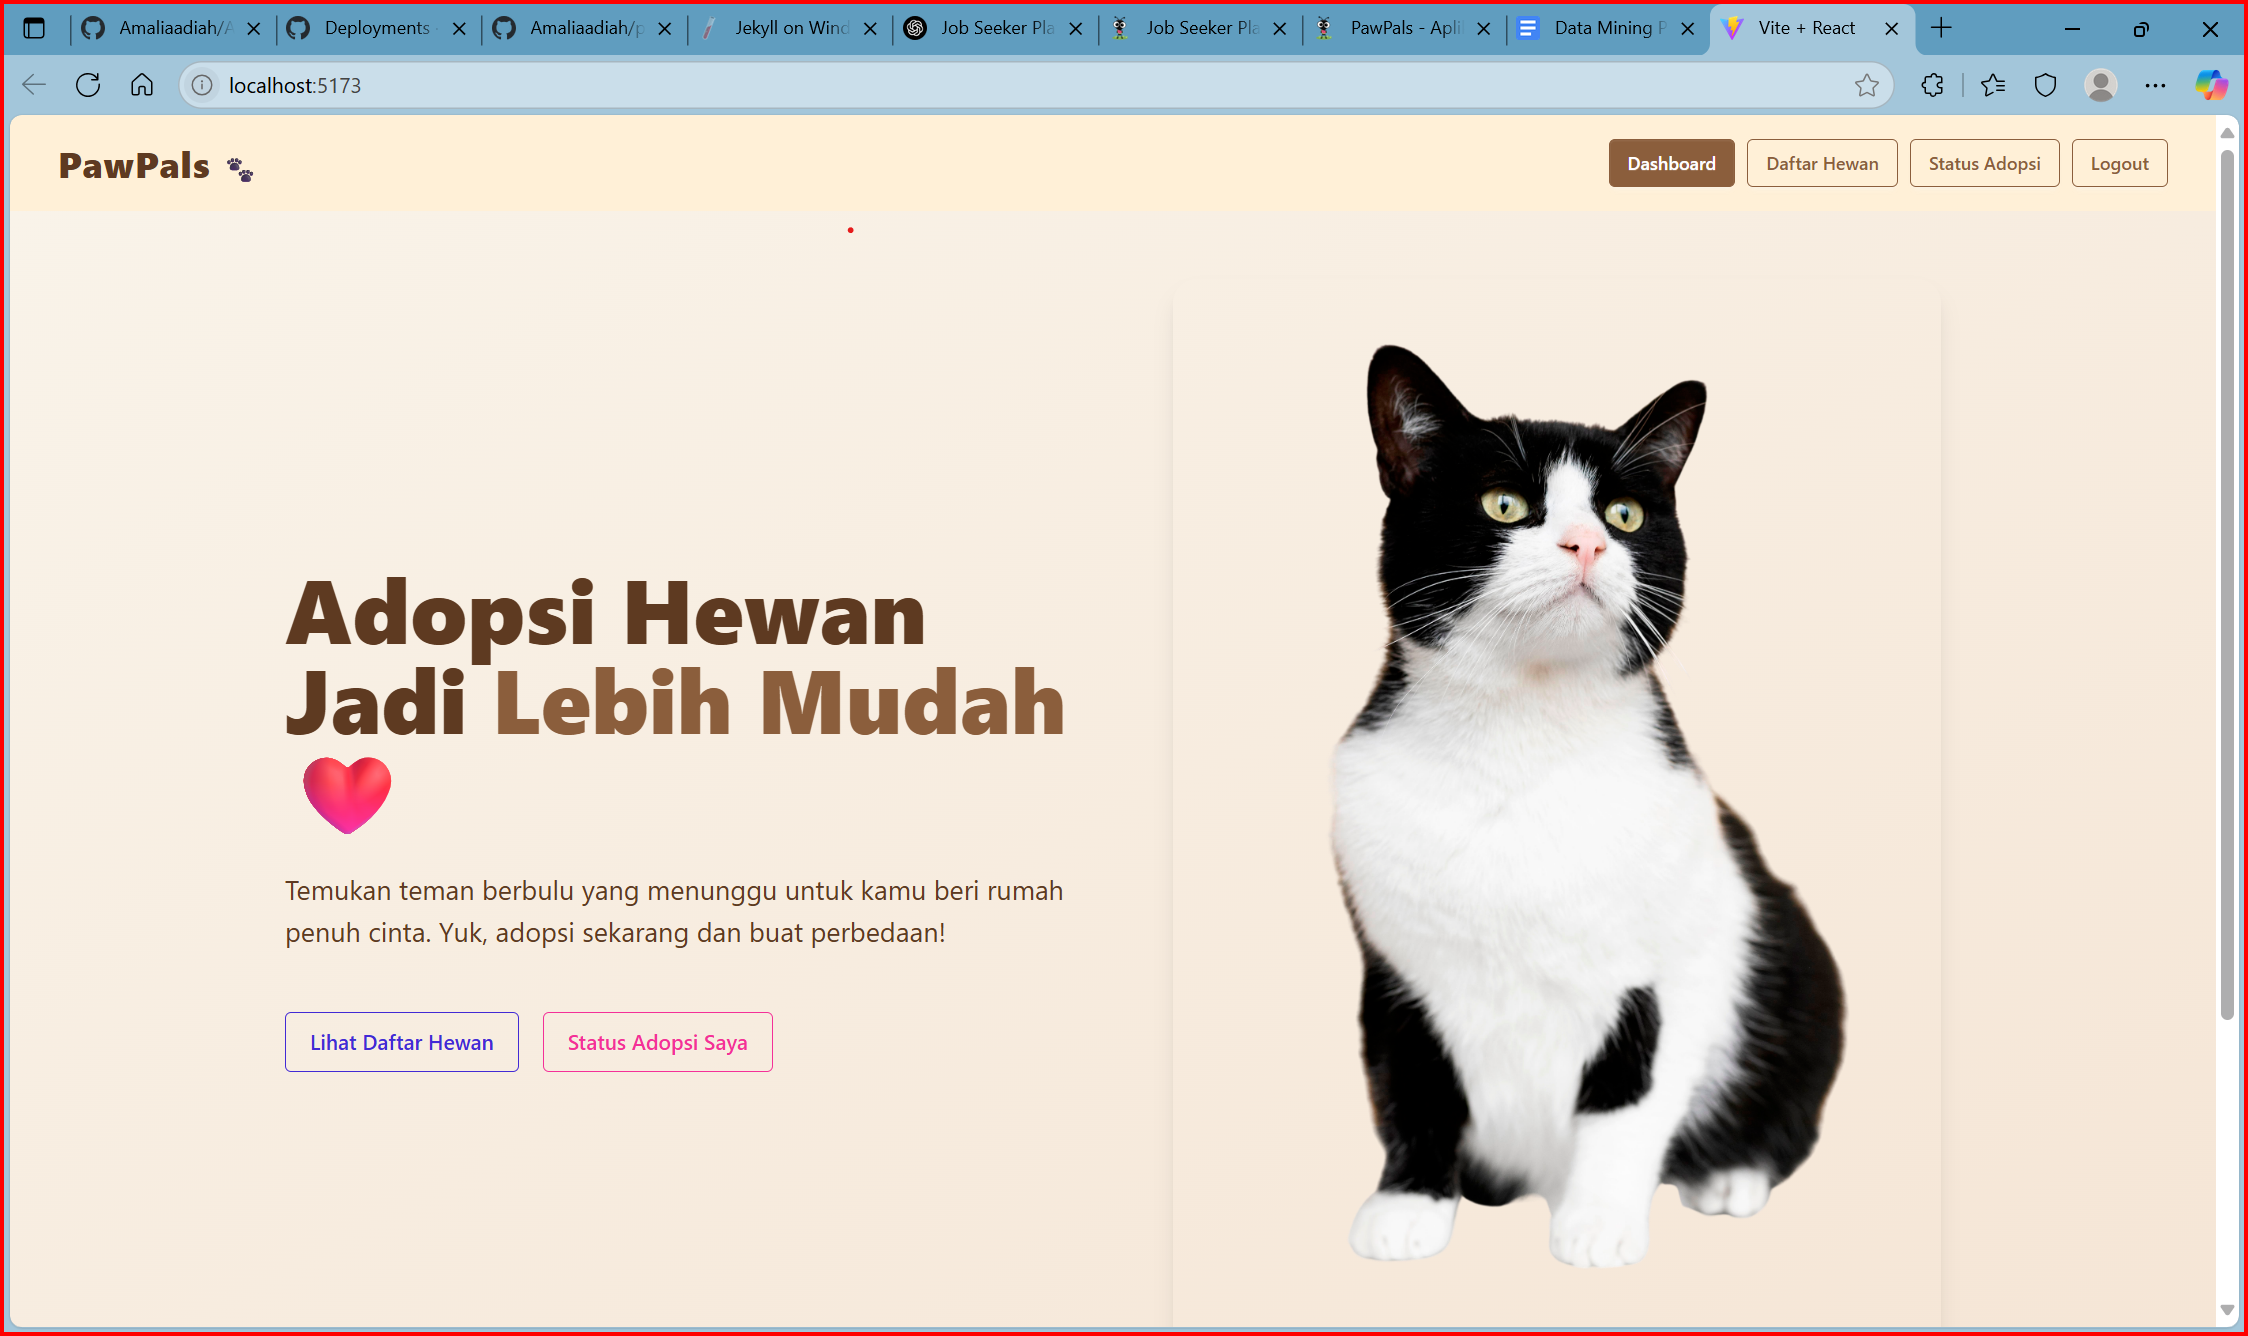 Amaliaadiah/A
Deployments
Amaliaadiah/p
Jekyll on Wind
Job Seeker Pla
Job Seeker Pla
PawPals - Apli
Data Mining P
Vite + React
localhost:5173
PawPals
Dashboard
Daftar Hewan
Status Adopsi
Logout
Adopsi Hewan
Jadi Lebih Mudah
Temukan teman berbulu yang menunggu untuk kamu beri rumah
penuh cinta. Yuk, adopsi sekarang dan buat perbedaan!
Lihat Daftar Hewan
Status Adopsi Saya